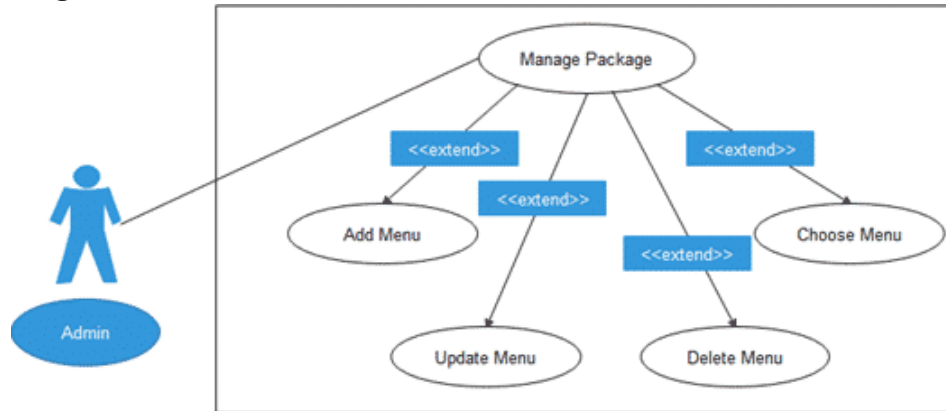 Manage Package
<<extend>>
<<extend>>
<<extend>>
<<extend>>
Add Menu
Choose Menu
Admin
Update Menu
Delete Menu